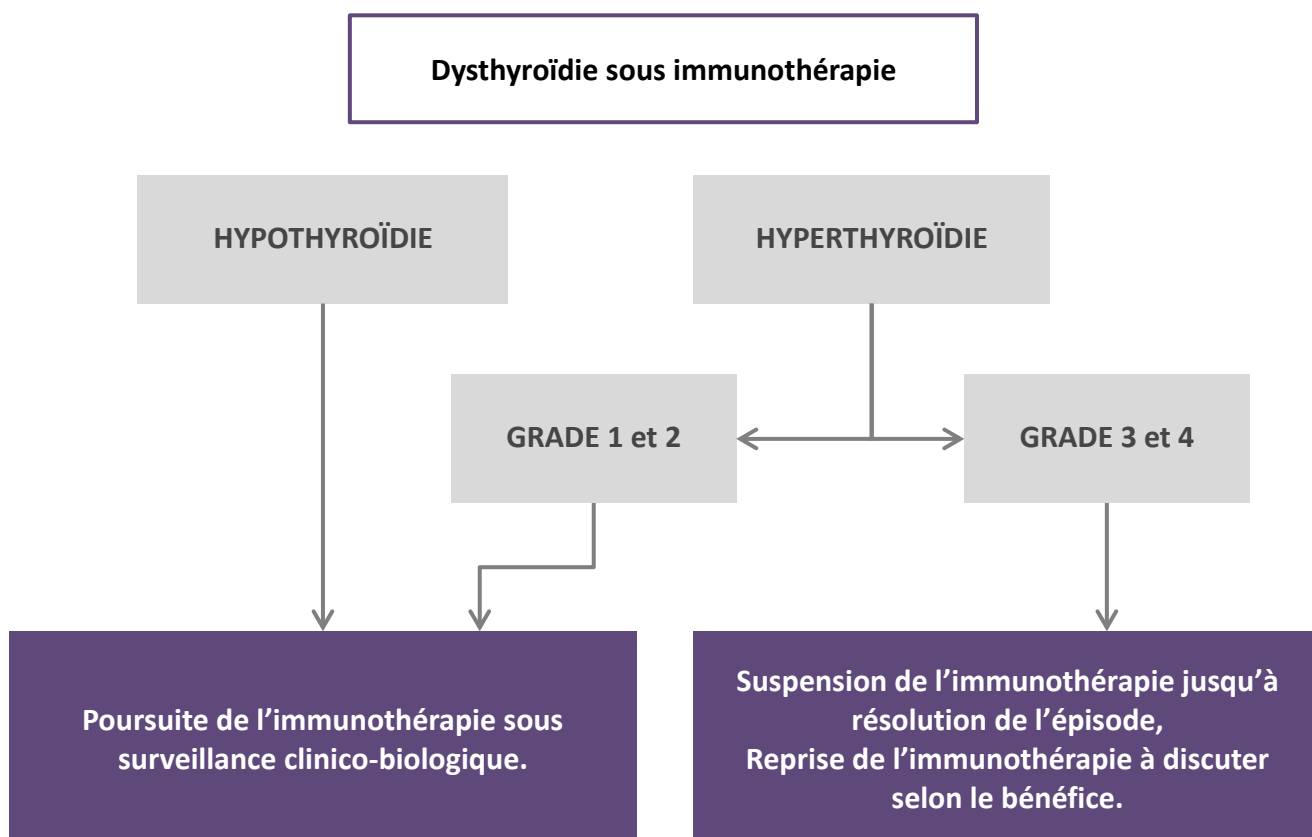 Dysthyroïdie sous immunothérapie
HYPOTHYROÏDIE
HYPERTHYROÏDIE
GRADE 1 et 2
GRADE 3 et 4
Poursuite de l’immunothérapie sous
surveillance clinico-biologique.
Suspension de l’immunothérapie jusqu’à
résolution de l’épisode,
Reprise de l’immunothérapie à discuter
selon le bénéfice.